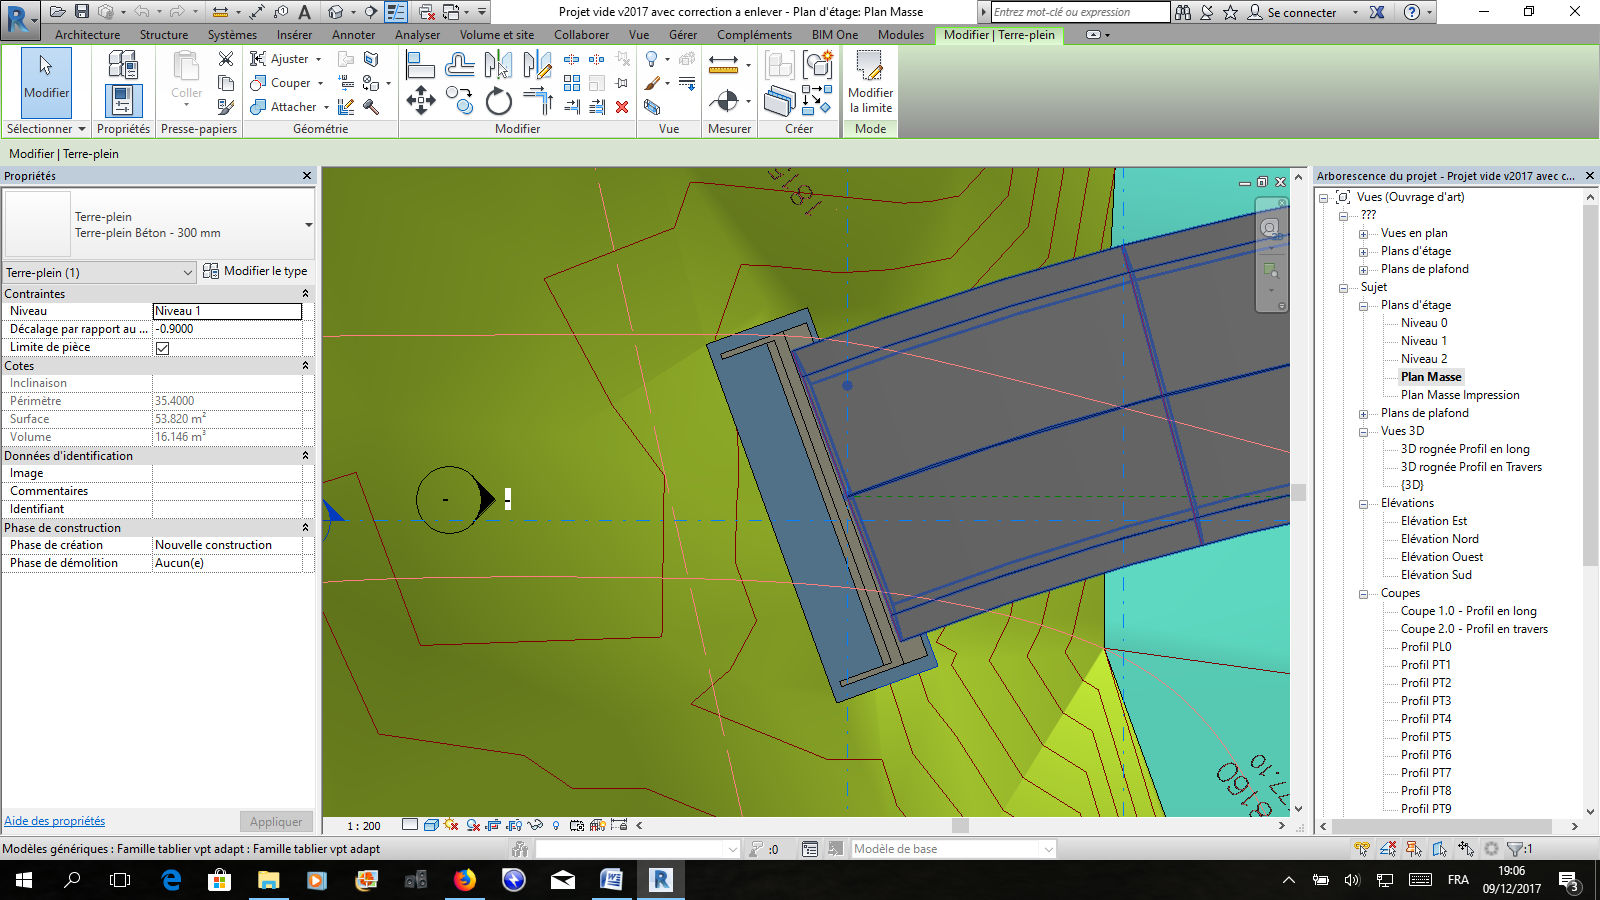 Projet vide v2017 avec correction a enlever - Plan d'étage: Plan Masse
Entrez mot-clé ou expression
Se connecter
Architecture Structure Systèmes Insérer Annoter Analyser Volume et site Collaborer Vue Gérer Compléments BIM One Modules Modifier | Terre-plein
Modifier
Coller
Ajuster
Couper
Attacher
Modifier
la limite
Sélectionner Propriétés Presse-papiers Géométrie Modifier Vue Mesurer Créer Mode
Modifier | Terre-plein
Propriétés
Terre-plein
Terre-plein Béton - 300 mm
Terre-plein (1)
Modifier le type
Contraintes
Niveau Niveau 1
Décalage par rapport au ... -0.9000
Limite de pièce
Cotes
Inclinaison
Périmètre 35.4000
Surface 53.820 m²
Volume 16.146 m³
Données d'identification
Image
Commentaires
Identifiant
Phase de construction
Phase de création Nouvelle construction
Phase de démolition Aucun(e)
Aide des propriétés
Appliquer
1 : 200
Arborescence du projet - Projet vide v2017 avec c...
Vues (Ouvrage d'art)
???
Vues en plan
Plans d'étage
Plans de plafond
Sujet
Plans d'étage
Niveau 0
Niveau 1
Niveau 2
Plan Masse
Plan Masse Impression
Plans de plafond
Vues 3D
3D rognée Profil en long
3D rognée Profil en Travers
{3D}
Elévations
Elévation Est
Elévation Nord
Elévation Ouest
Elévation Sud
Coupes
Coupe 1.0 - Profil en long
Coupe 2.0 - Profil en travers
Profil PL0
Profil PT1
Profil PT2
Profil PT3
Profil PT4
Profil PT5
Profil PT6
Profil PT7
Profil PT8
Profil PT9
Modèles génériques : Famille tablier vpt adapt : Famille tablier vpt adapt
:0
Modèle de base
:1
FRA
19:06
09/12/2017
3